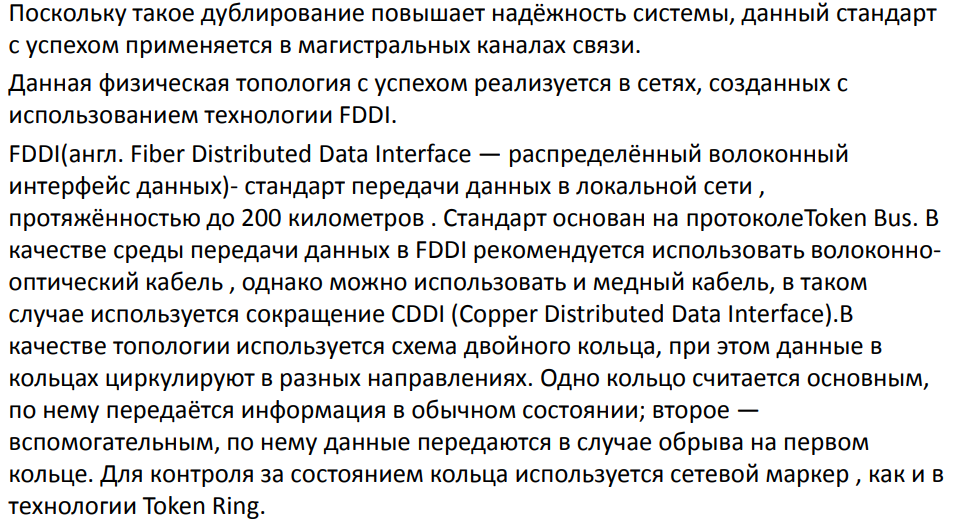 Поскольку такое дублирование повышает надёжность системы, данный стандарт
с успехом применяется в магистральных каналах связи.
Данная физическая топология с успехом реализуется в сетях, созданных с
использованием технологии FDDI.
FDDI(англ. Fiber Distributed Data Interface — распределённый волоконный
интерфейс данных)- стандарт передачи данных в локальной сети ,
протяжённостью до 200 километров . Стандарт основан на протоколеToken Bus. В
качестве среды передачи данных в FDDI рекомендуется использовать волоконно-
оптический кабель , однако можно использовать и медный кабель, в таком
случае используется сокращение CDDI (Copper Distributed Data Interface).В
качестве топологии используется схема двойного кольца, при этом данные в
кольцах циркулируют в разных направлениях. Одно кольцо считается основным,
по нему передаётся информация в обычном состоянии; второе —
вспомогательным, по нему данные передаются в случае обрыва на первом
кольце. Для контроля за состоянием кольца используется сетевой маркер , как и в
технологии Token Ring.